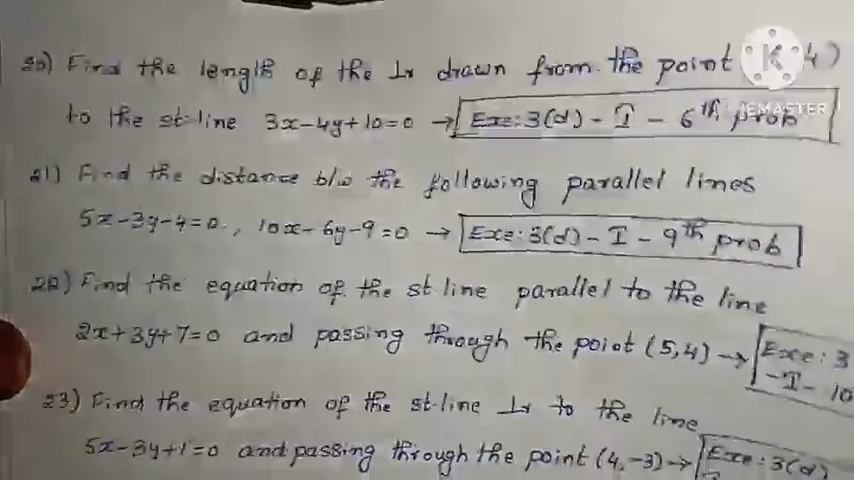 20) Find the length of the ⊥r drawn from the point 4)
to the st-line 3x-4y+10=0 → Exe: 3(d) - I - 6th prob
21) Find the distance b/w the following parallel lines
5x-3y-4=0., 10x-6y-9=0 → Exe: 3(d) - I - 9th prob
22) Find the equation of the st line parallel to the line
2x+3y+7=0 and passing through the point (5,4) → Exe: 3
-I- 10
23) Find the equation of the st-line ⊥r to the line
5x-3y+1=0 and passing through the point (4,-3) → Exe: 3(d)
K
NEMASTER